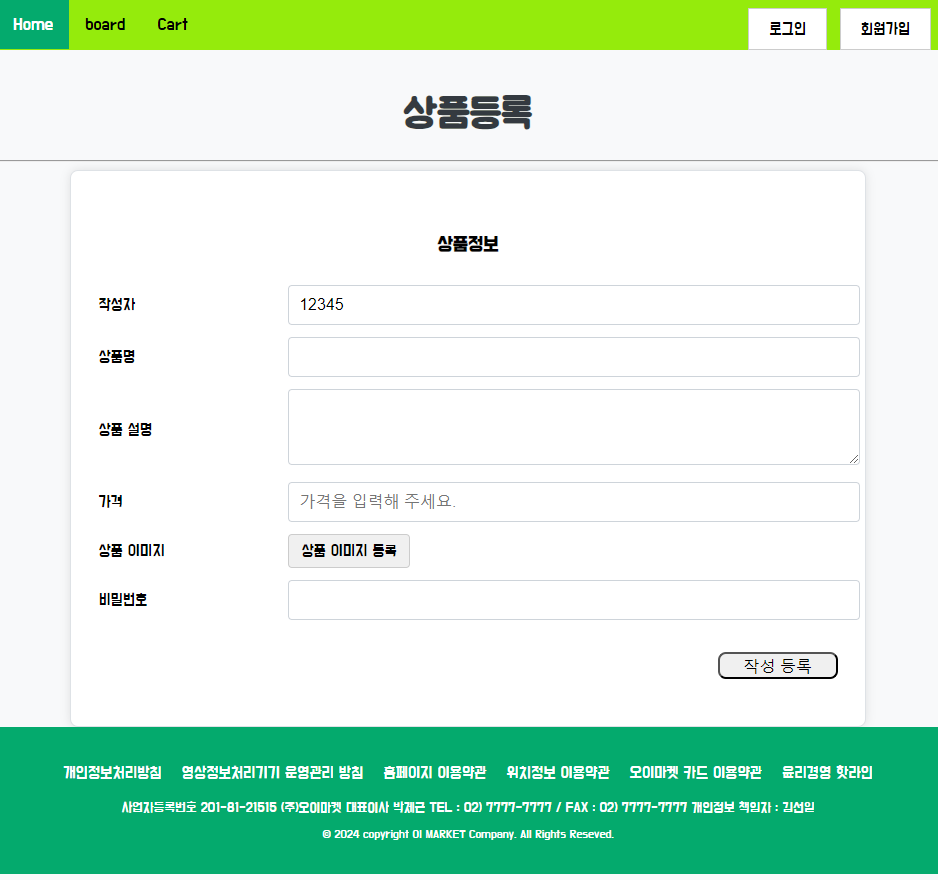 Home board Cart 로그인 회원가입
상품등록
상품정보
작성자 12345
상품명
상품 설명
가격 가격을 입력해 주세요.
상품 이미지 상품 이미지 등록
비밀번호
작성 등록
개인정보처리방침 영상정보처리기기 운영관리 방침 홈페이지 이용약관 위치정보 이용약관 오이마켓 카드 이용약관 윤리경영 핫라인
사업자등록번호 201-81-21515 (주)오이마켓 대표이사 박제근 TEL : 02) 7777-7777 / FAX : 02) 7777-7777 개인정보 책임자 : 김선일
© 2024 copyright OI MARKET Company. All Rights Reseved.